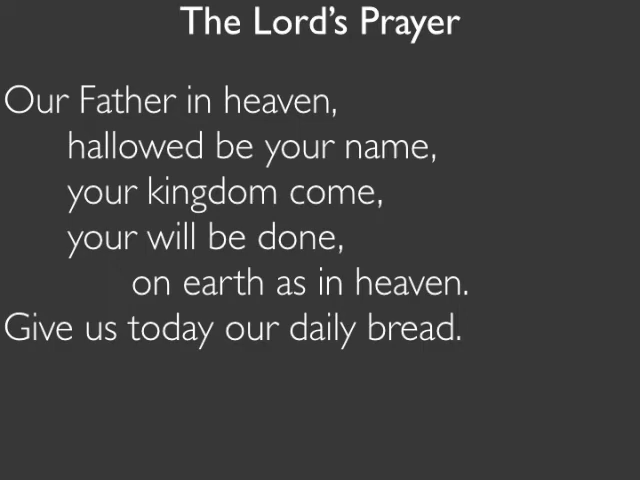 The Lord's Prayer
Our Father in heaven,
hallowed be your name,
your kingdom come,
your will be done,
on earth as in heaven.
Give us today our daily bread.